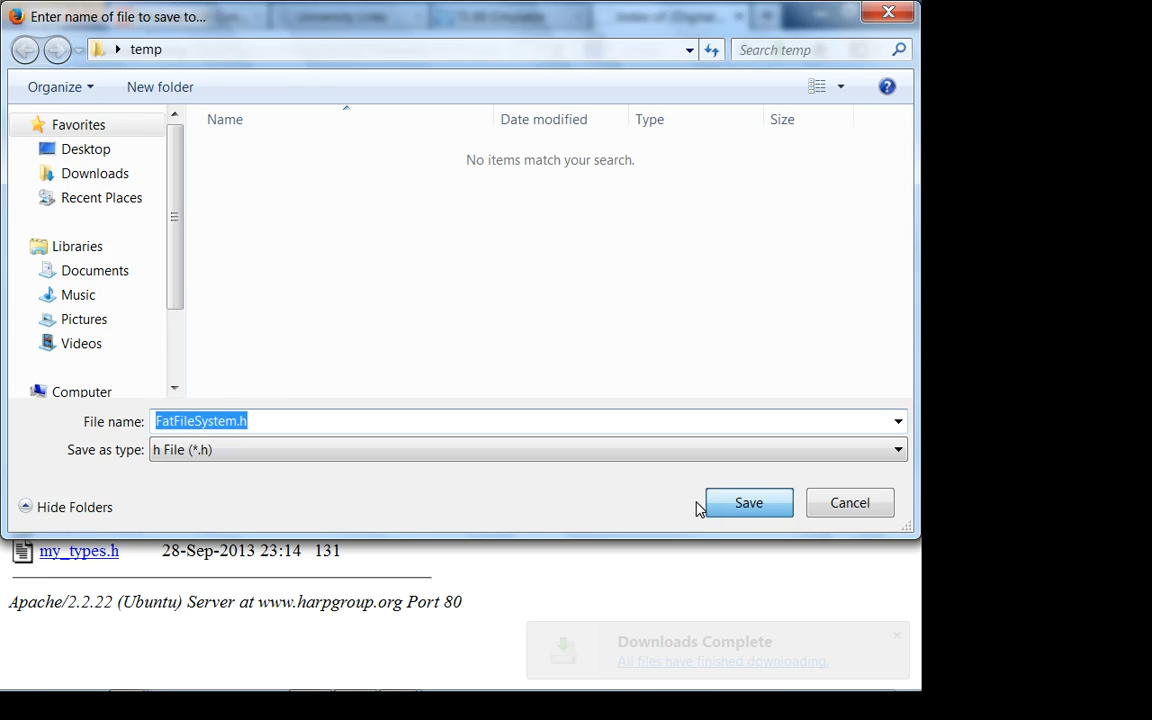 Enter name of file to save to...
temp
Search temp
Organize
New folder
Name
Date modified
Type
Size
No items match your search.
Favorites
Desktop
Downloads
Recent Places
Libraries
Documents
Music
Pictures
Videos
Computer
File name: FatFileSystem.h
Save as type: h File (*.h)
Hide Folders
Save
Cancel
my_types.h 28-Sep-2013 23:14 131
Apache/2.2.22 (Ubuntu) Server at www.harpgroup.org Port 80
Downloads Complete
All files have finished downloading.